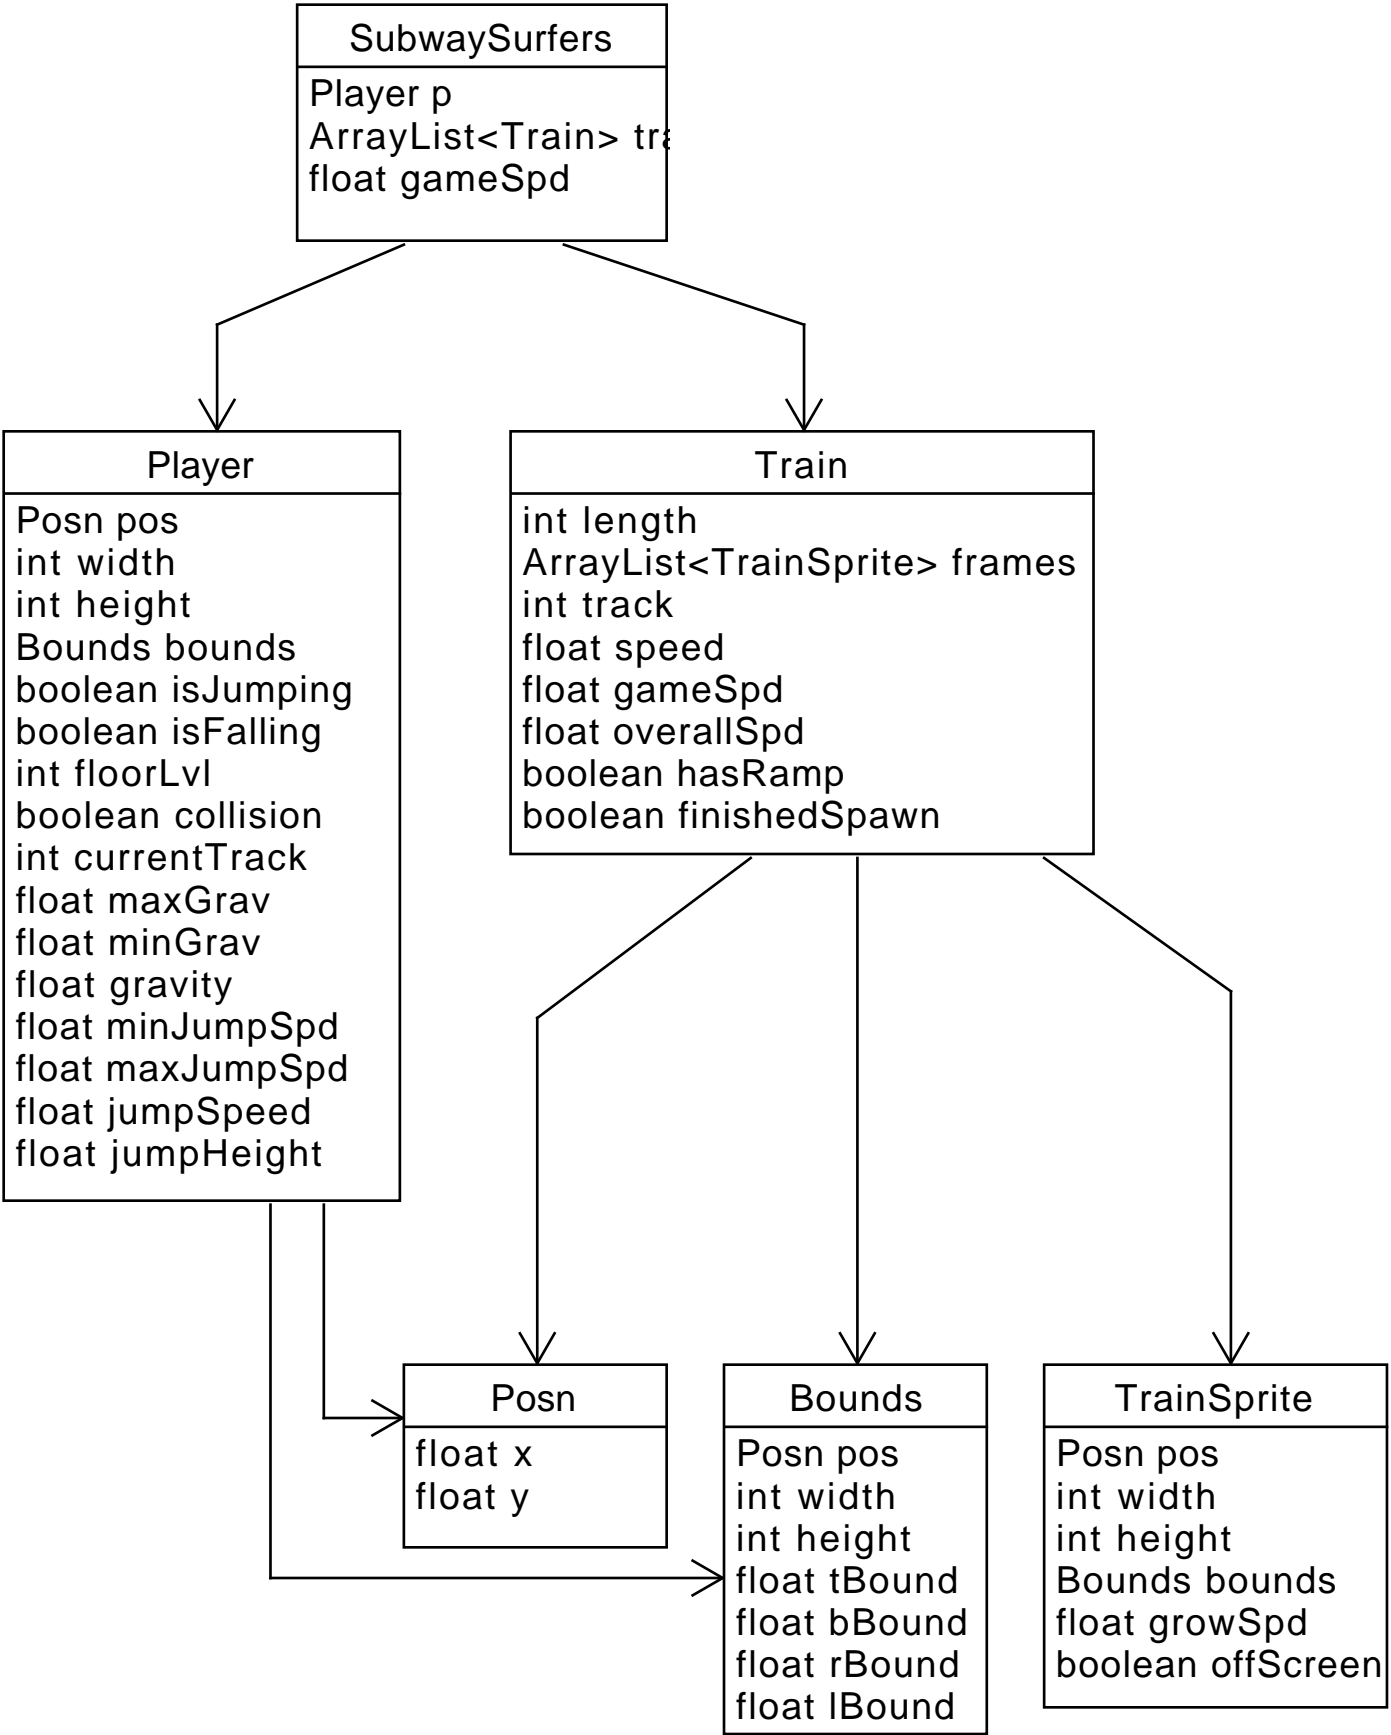 SubwaySurfers
Player p
ArrayList<Train>
float gameSpd
Player
Posn pos
int width
int height
Bounds bounds
boolean isJumping
boolean isFalling
int floorLvl
boolean collision
int currentTrack
float maxGrav
float minGrav
float gravity
float minJumpSpd
float maxJumpSpd
float jumpSpeed
float jumpHeight
Train
int length
ArrayList<TrainSprite> frames
int track
float speed
float gameSpd
float overallSpd
boolean hasRamp
boolean finishedSpawn
Posn
float x
float y
Bounds
Posn pos
int width
int height
float tBound
float bBound
float rBound
float lBound
TrainSprite
Posn pos
int width
int height
Bounds bounds
float growSpd
boolean offScreen